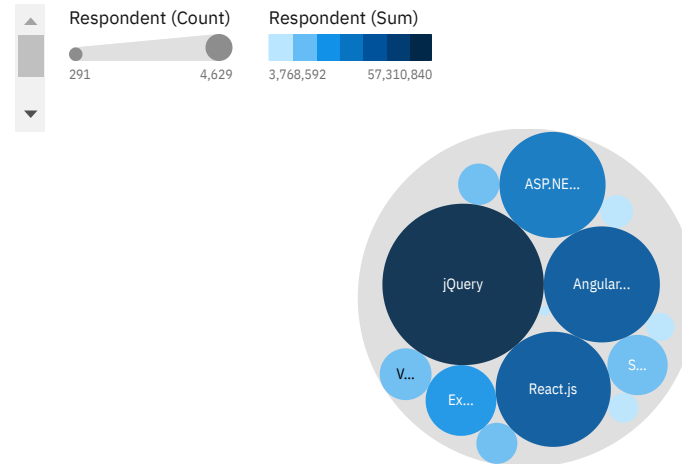 Respondent (Count)
291 4,629
Respondent (Sum)
3,768,592 57,310,840
ASP.NE...
jQuery
Angular...
S...
V...
React.js
Ex...